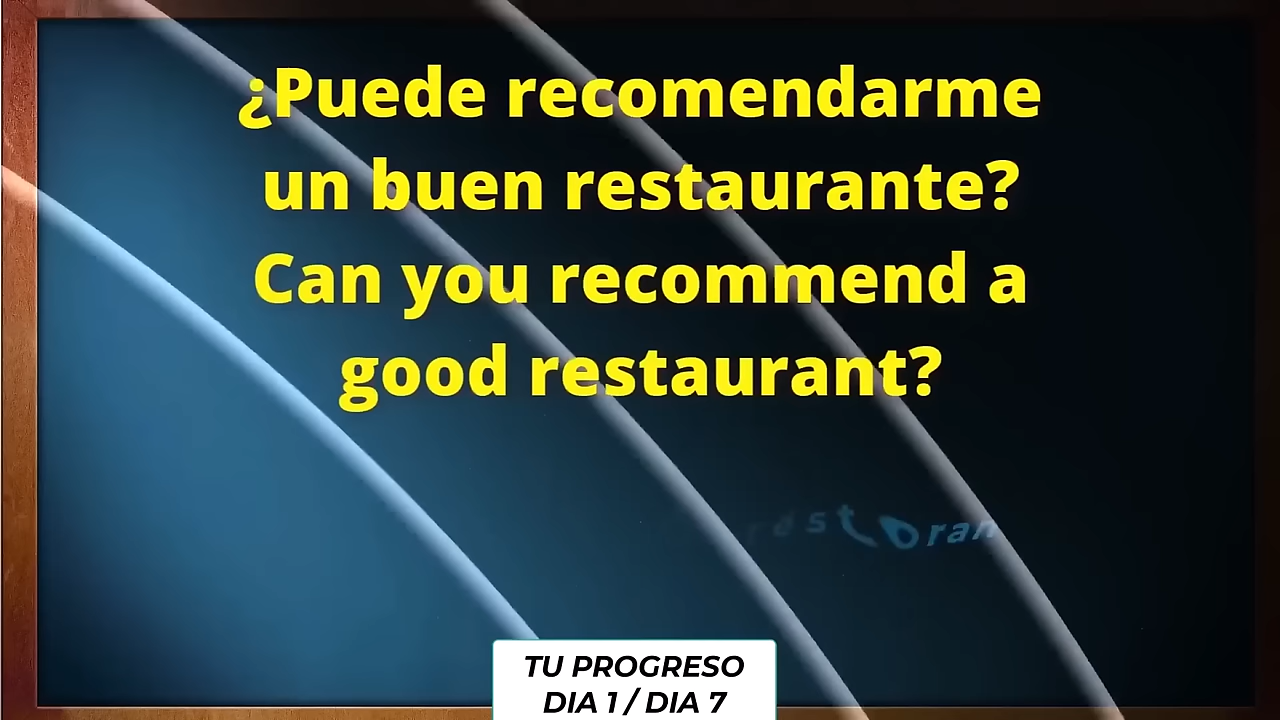 ¿Puede recomendarme
un buen restaurante?
Can you recommend a
good restaurant?
TU PROGRESO
DIA 1 / DIA 7